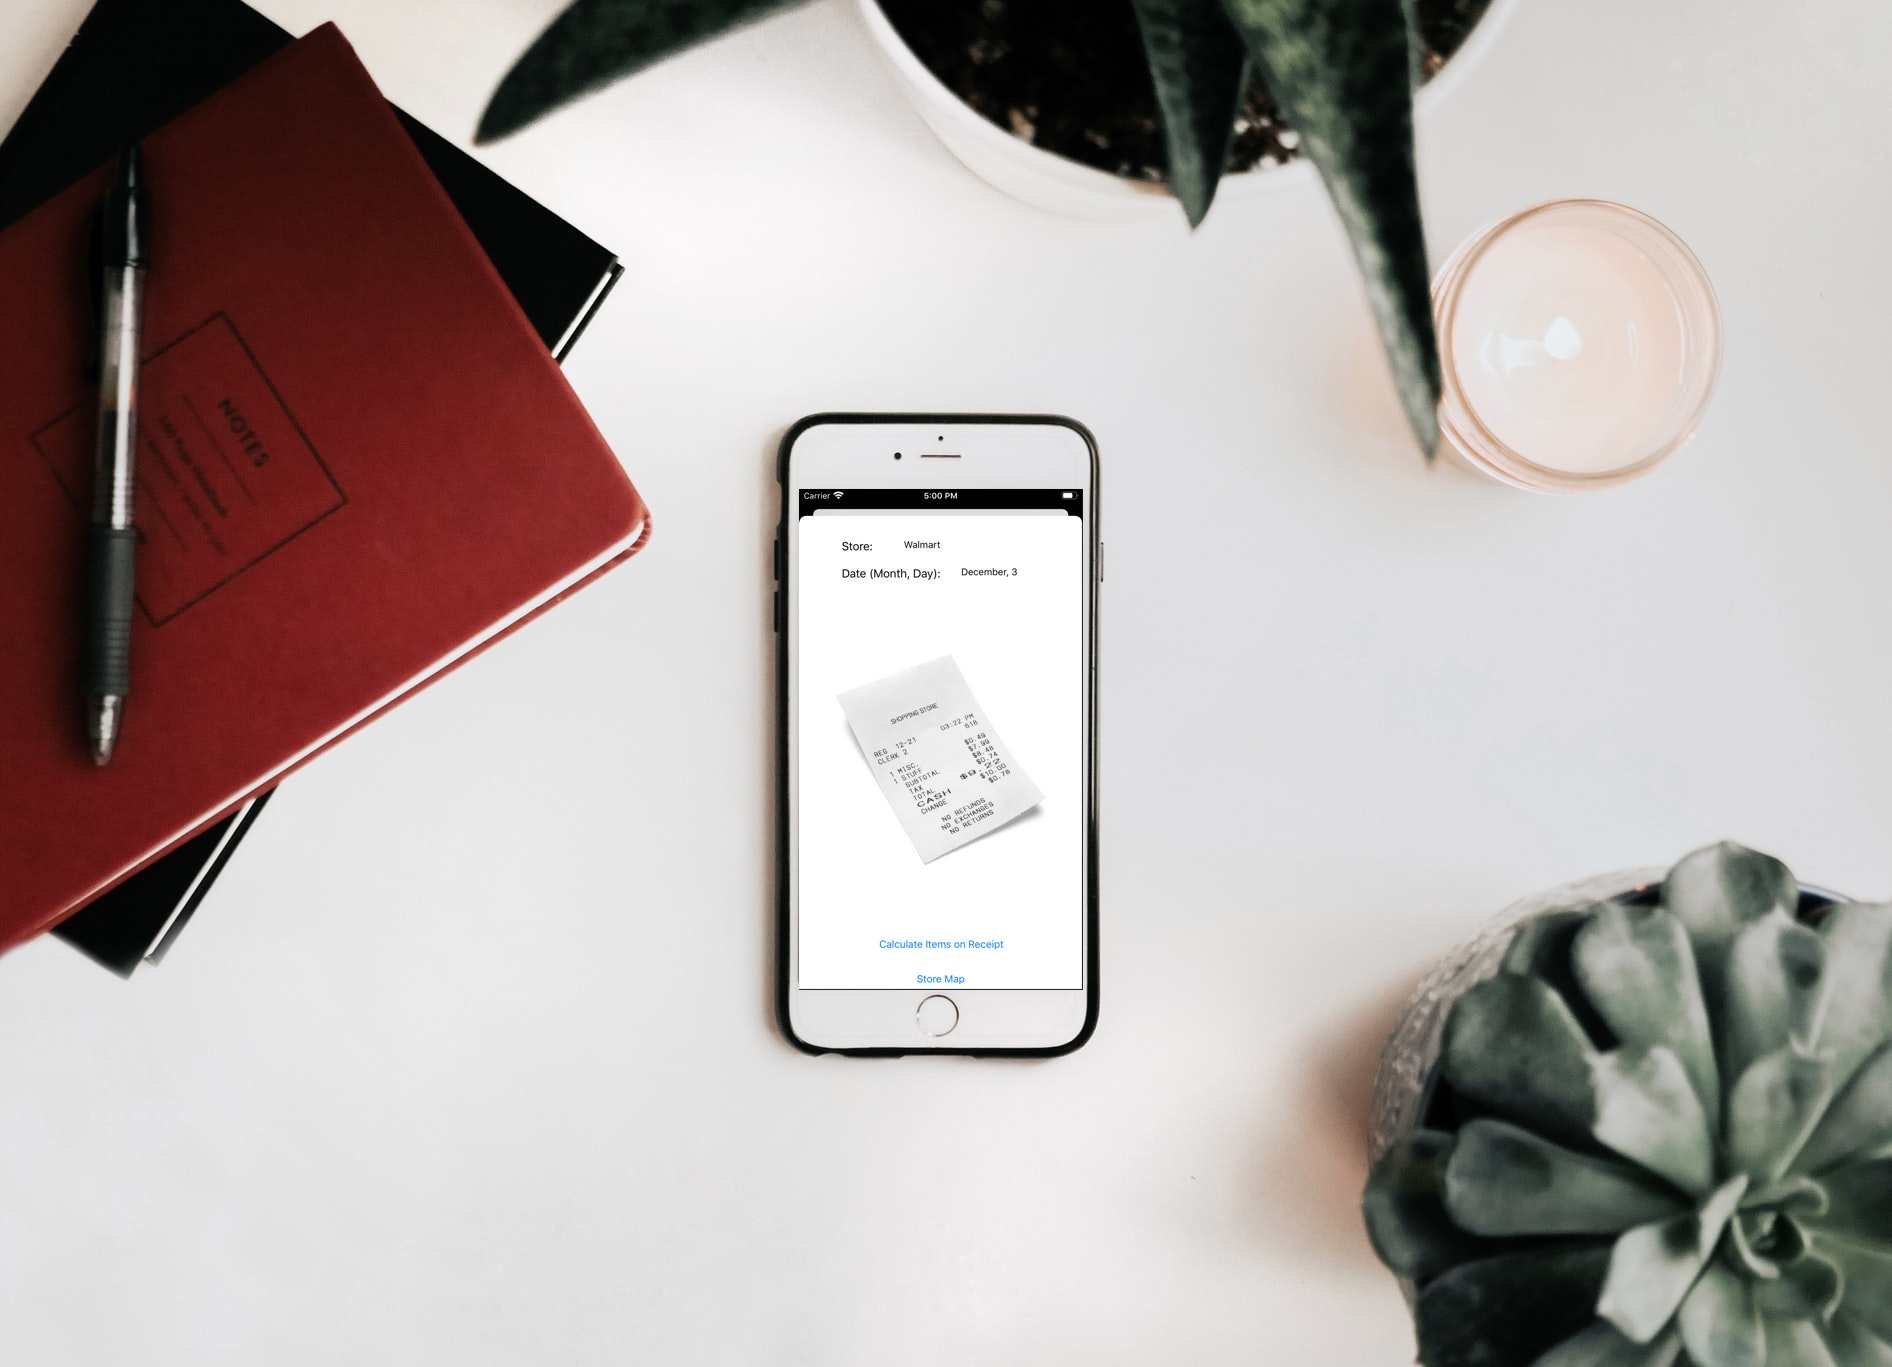 NOTES
Carrier 5:00 PM
Store: Walmart
Date (Month, Day): December, 3
SHOPPING STORE
REG 12-21 03:22 PM
CLERK 2 618
1 MISC. $0.49
1 STUFF $7.99
SUBTOTAL $8.48
TAX $0.74
TOTAL $9.22
CASH $10.00
CHANGE $0.78
NO REFUNDS
NO EXCHANGES
NO RETURNS
Calculate Items on Receipt
Store Map